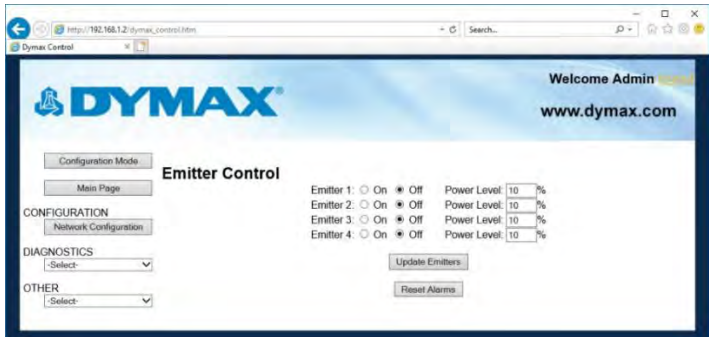 http://192.168.1.2/dymax_control.htm
Search...
Dymax Control
Welcome Admin
DYMAX®
www.dymax.com
Configuration Mode
Main Page
CONFIGURATION
Network Configuration
DIAGNOSTICS
-Select-
OTHER
-Select-
Emitter Control
Emitter 1: On Off Power Level: 10 %
Emitter 2: On Off Power Level: 10 %
Emitter 3: On Off Power Level: 10 %
Emitter 4: On Off Power Level: 10 %
Update Emitters
Reset Alarms